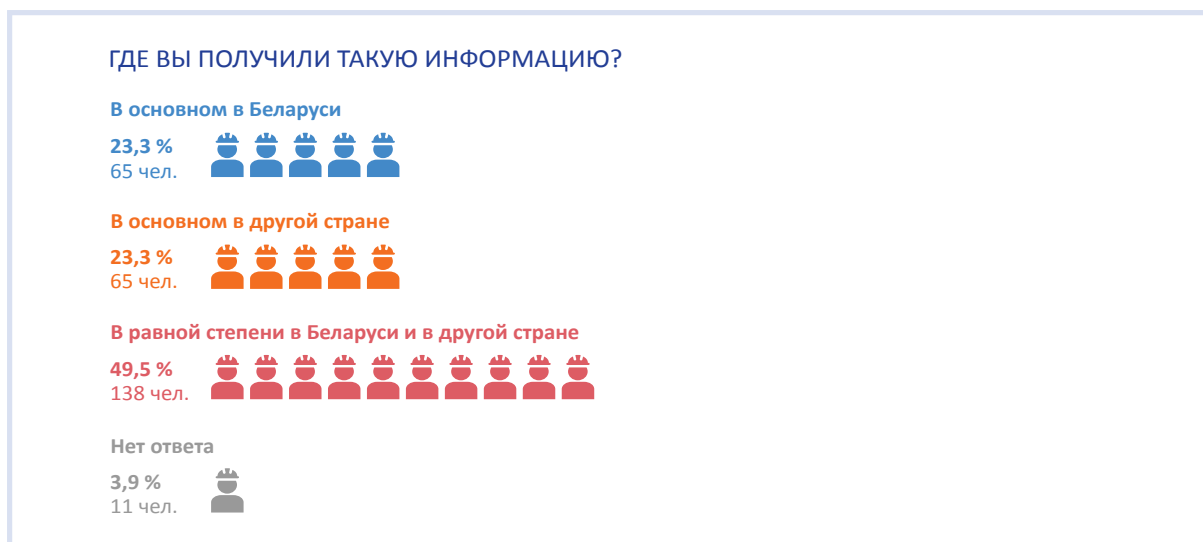 ГДЕ ВЫ ПОЛУЧИЛИ ТАКУЮ ИНФОРМАЦИЮ?
В основном в Беларуси
23,3 %
65 чел.
В основном в другой стране
23,3 %
65 чел.
В равной степени в Беларуси и в другой стране
49,5 %
138 чел.
Нет ответа
3,9 %
11 чел.